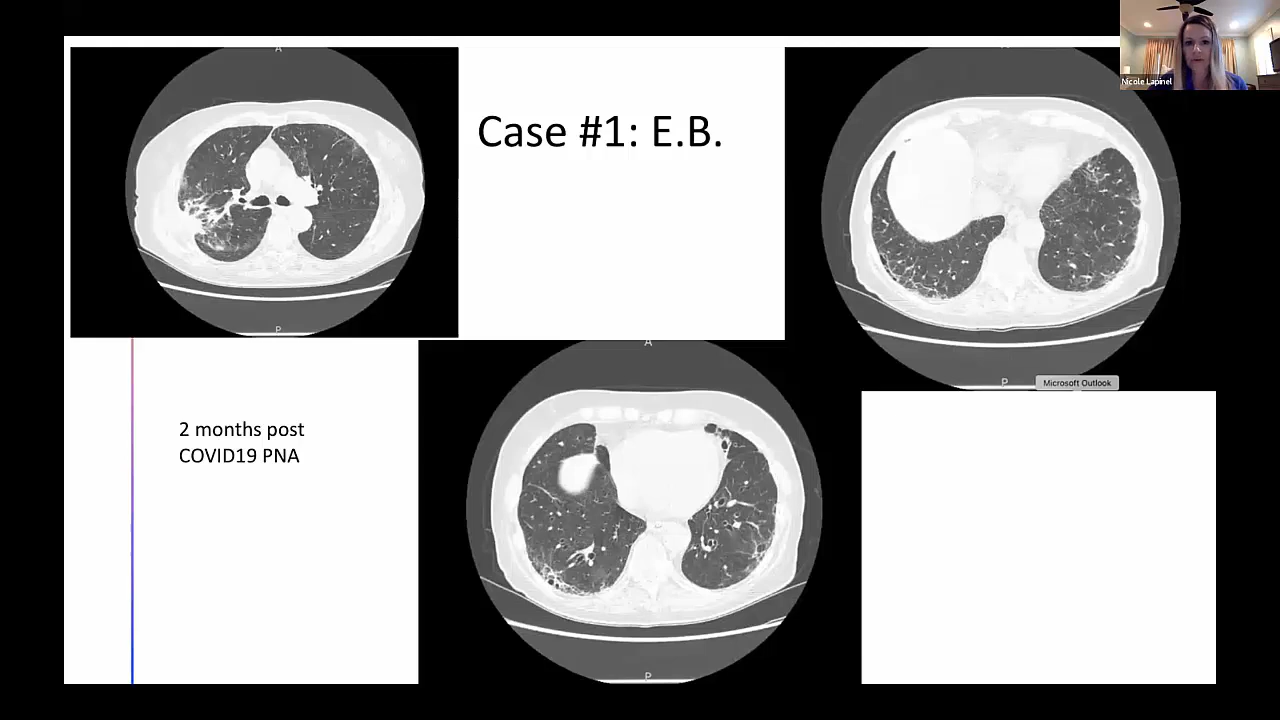 Nicole Lapinel
A
Case #1: E.B.
P
P
Microsoft Outlook
A
2 months post
COVID19 PNA
P